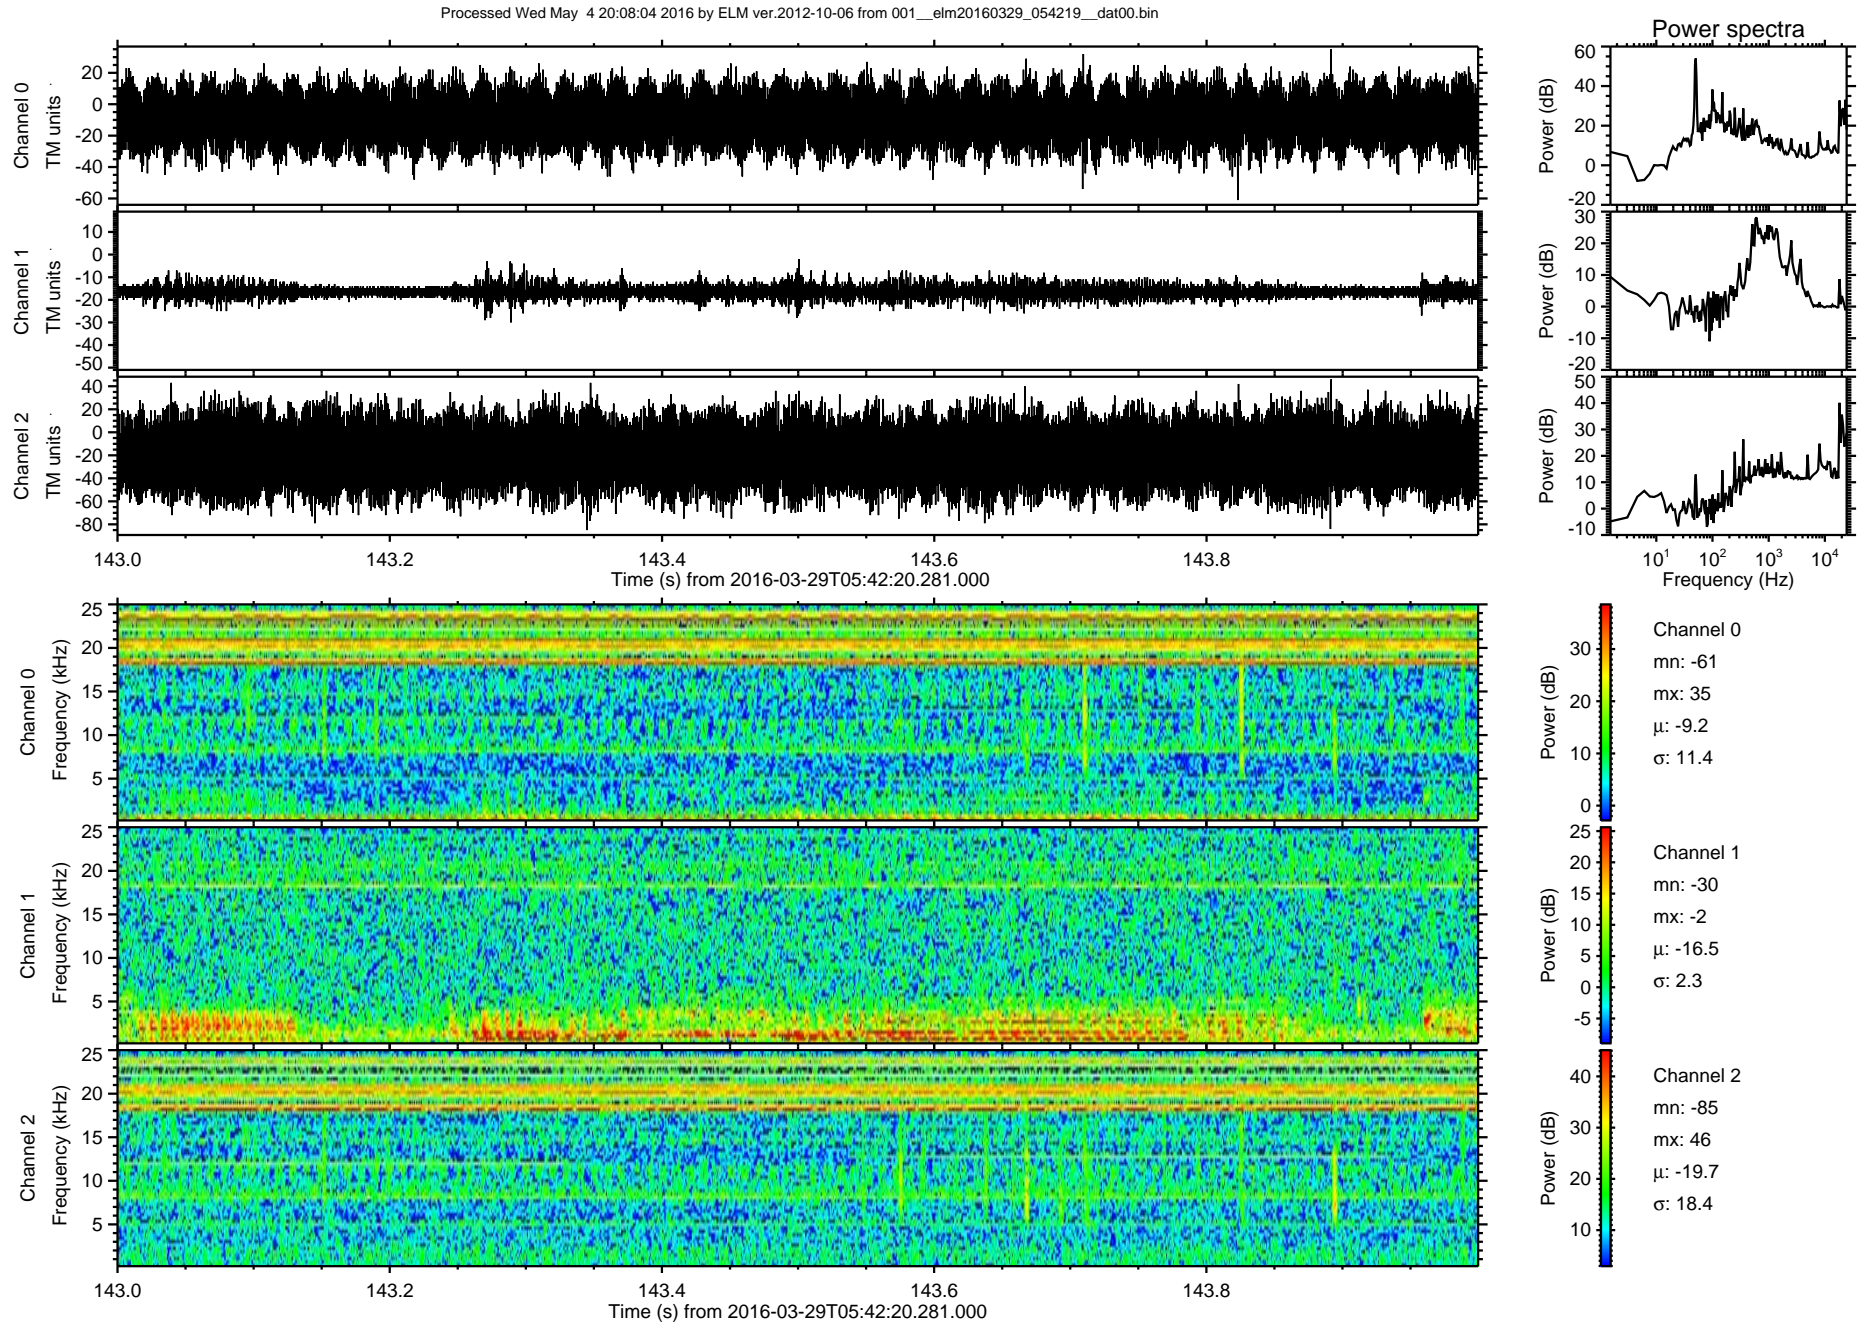 Processed Wed May  4 20:08:04 2016 by ELM ver.2012-10-06 from 001__elm20160329_054219__dat00.bin
Power spectra
Channel 0
TM units
20
0
-20
-40
-60
Power (dB)
60
40
20
0
-20
Channel 1
TM units
10
0
-10
-20
-30
-40
-50
Power (dB)
30
20
10
0
-10
-20
Channel 2
TM units
40
20
0
-20
-40
-60
-80
Power (dB)
50
40
30
20
10
0
-10
143.0 143.2 143.4 143.6 143.8
Time (s) from 2016-03-29T05:42:20.281.000
10^1 10^2 10^3 10^4
Frequency (Hz)
Channel 0
Frequency (kHz)
25
20
15
10
5
Power (dB)
30
20
10
0
Channel 0
mn: -61
mx: 35
μ: -9.2
σ: 11.4
Channel 1
Frequency (kHz)
25
20
15
10
5
Power (dB)
25
20
15
10
5
0
-5
Channel 1
mn: -30
mx: -2
μ: -16.5
σ: 2.3
Channel 2
Frequency (kHz)
25
20
15
10
5
Power (dB)
40
30
20
10
Channel 2
mn: -85
mx: 46
μ: -19.7
σ: 18.4
143.0 143.2 143.4 143.6 143.8
Time (s) from 2016-03-29T05:42:20.281.000